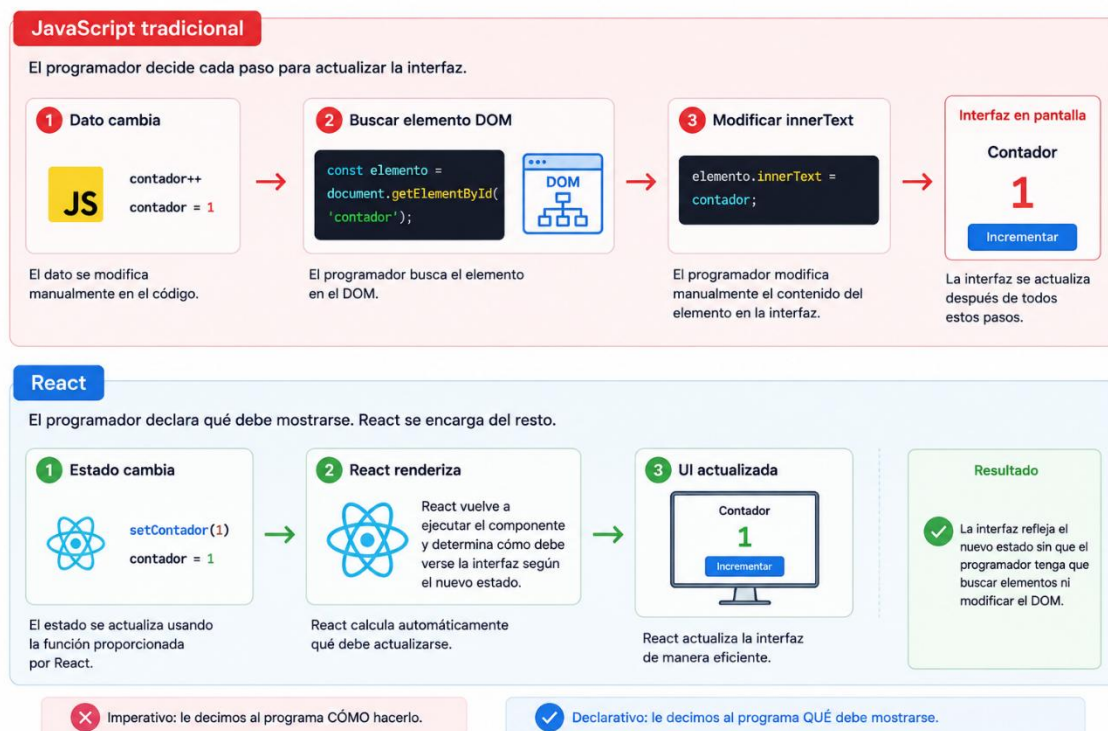 JavaScript tradicional
El programador decide cada paso para actualizar la interfaz.
1 Dato cambia
JS
contador++
contador = 1
El dato se modifica
manualmente en el código.
2 Buscar elemento DOM
const elemento =
document.getElementById(
'contador');
DOM
El programador busca el elemento
en el DOM.
3 Modificar innerText
elemento.innerText =
contador;
El programador modifica
manualmente el contenido del
elemento en la interfaz.
Interfaz en pantalla
Contador
1
Incrementar
La interfaz se actualiza
después de todos
estos pasos.
React
El programador declara qué debe mostrarse. React se encarga del resto.
1 Estado cambia
setContador(1)
contador = 1
El estado se actualiza usando
la función proporcionada
por React.
2 React renderiza
React vuelve a
ejecutar el componente
y determina cómo debe
verse la interfaz según
el nuevo estado.
React calcula automáticamente
qué debe actualizarse.
3 UI actualizada
Contador
1
Incrementar
React actualiza la interfaz
de manera eficiente.
Resultado
La interfaz refleja el
nuevo estado sin que el
programador tenga que
buscar elementos ni
modificar el DOM.
Imperativo: le decimos al programa CÓMO hacerlo.
Declarativo: le decimos al programa QUÉ debe mostrarse.